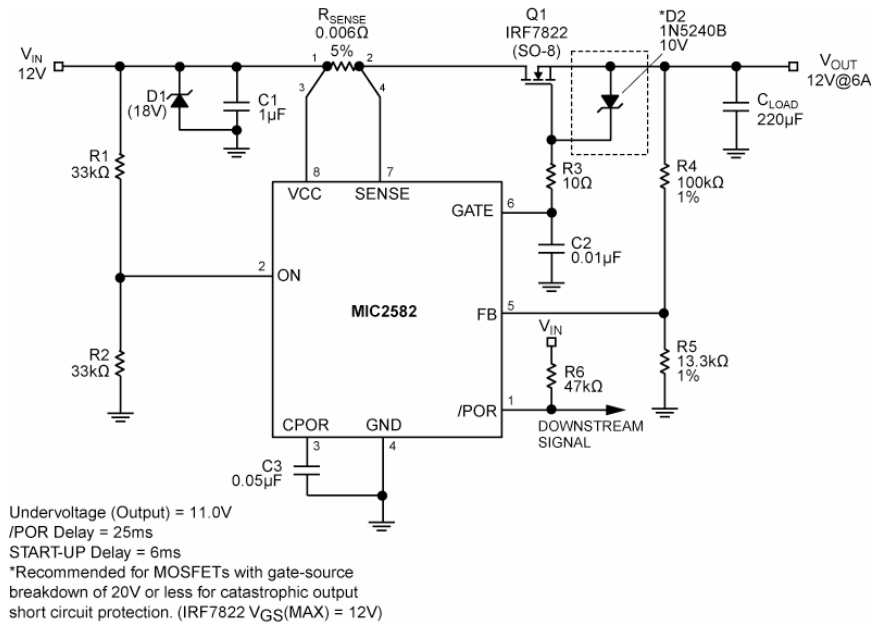 RSENSE
0.006Ω
5%
Q1
IRF7822
(SO-8)
*D2
1N5240B
10V
VIN
12V
1
2
3
4
VOUT
12V@6A
D1
(18V)
C1
1µF
CLOAD
220µF
R1
33kΩ
8
7
VCC
SENSE
R3
10Ω
R4
100kΩ
1%
GATE
6
C2
0.01µF
2
ON
MIC2582
FB
5
VIN
R2
33kΩ
R6
47kΩ
R5
13.3kΩ
1%
/POR
1
DOWNSTREAM
SIGNAL
CPOR
GND
3
4
C3
0.05µF
Undervoltage (Output) = 11.0V
/POR Delay = 25ms
START-UP Delay = 6ms
*Recommended for MOSFETs with gate-source
breakdown of 20V or less for catastrophic output
short circuit protection. (IRF7822 VGS(MAX) = 12V)